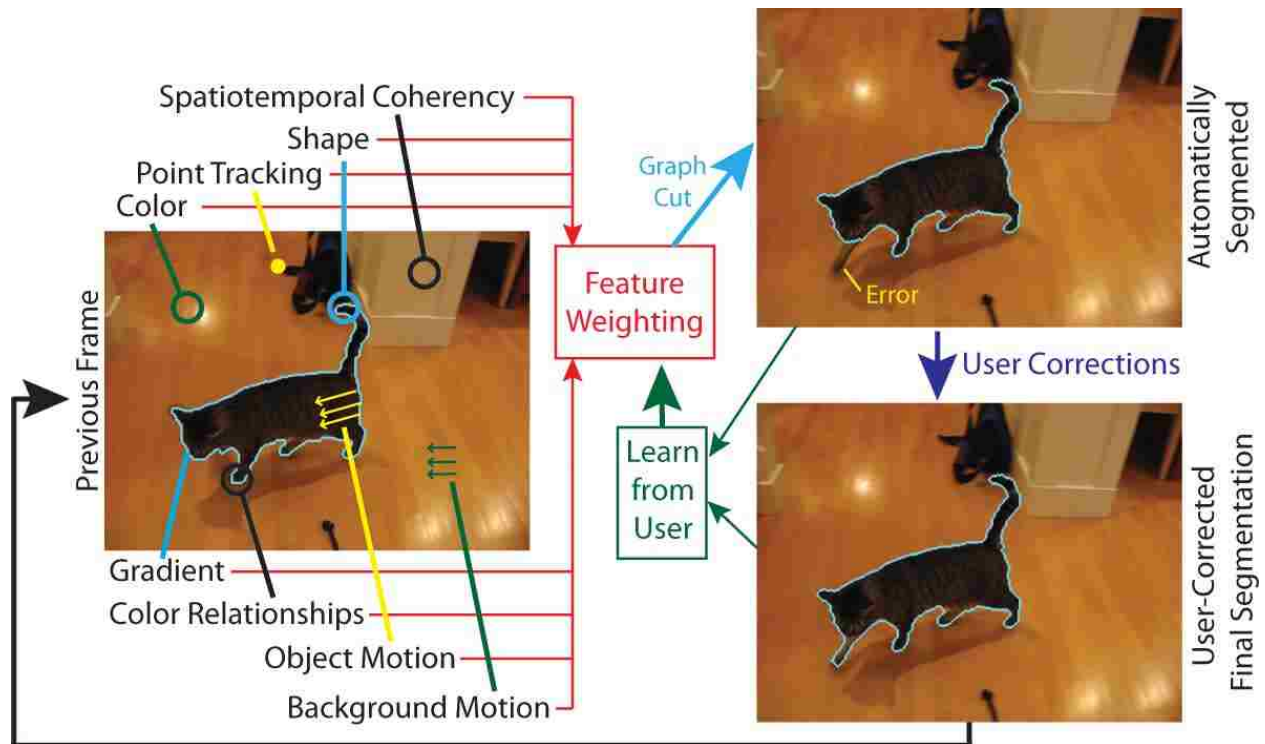 Spatiotemporal Coherency
Shape
Point Tracking
Color
Previous Frame
Gradient
Color Relationships
Object Motion
Background Motion
Feature
Weighting
Learn
from
User
Graph
Cut
Error
Automatically
Segmented
User Corrections
User-Corrected
Final Segmentation